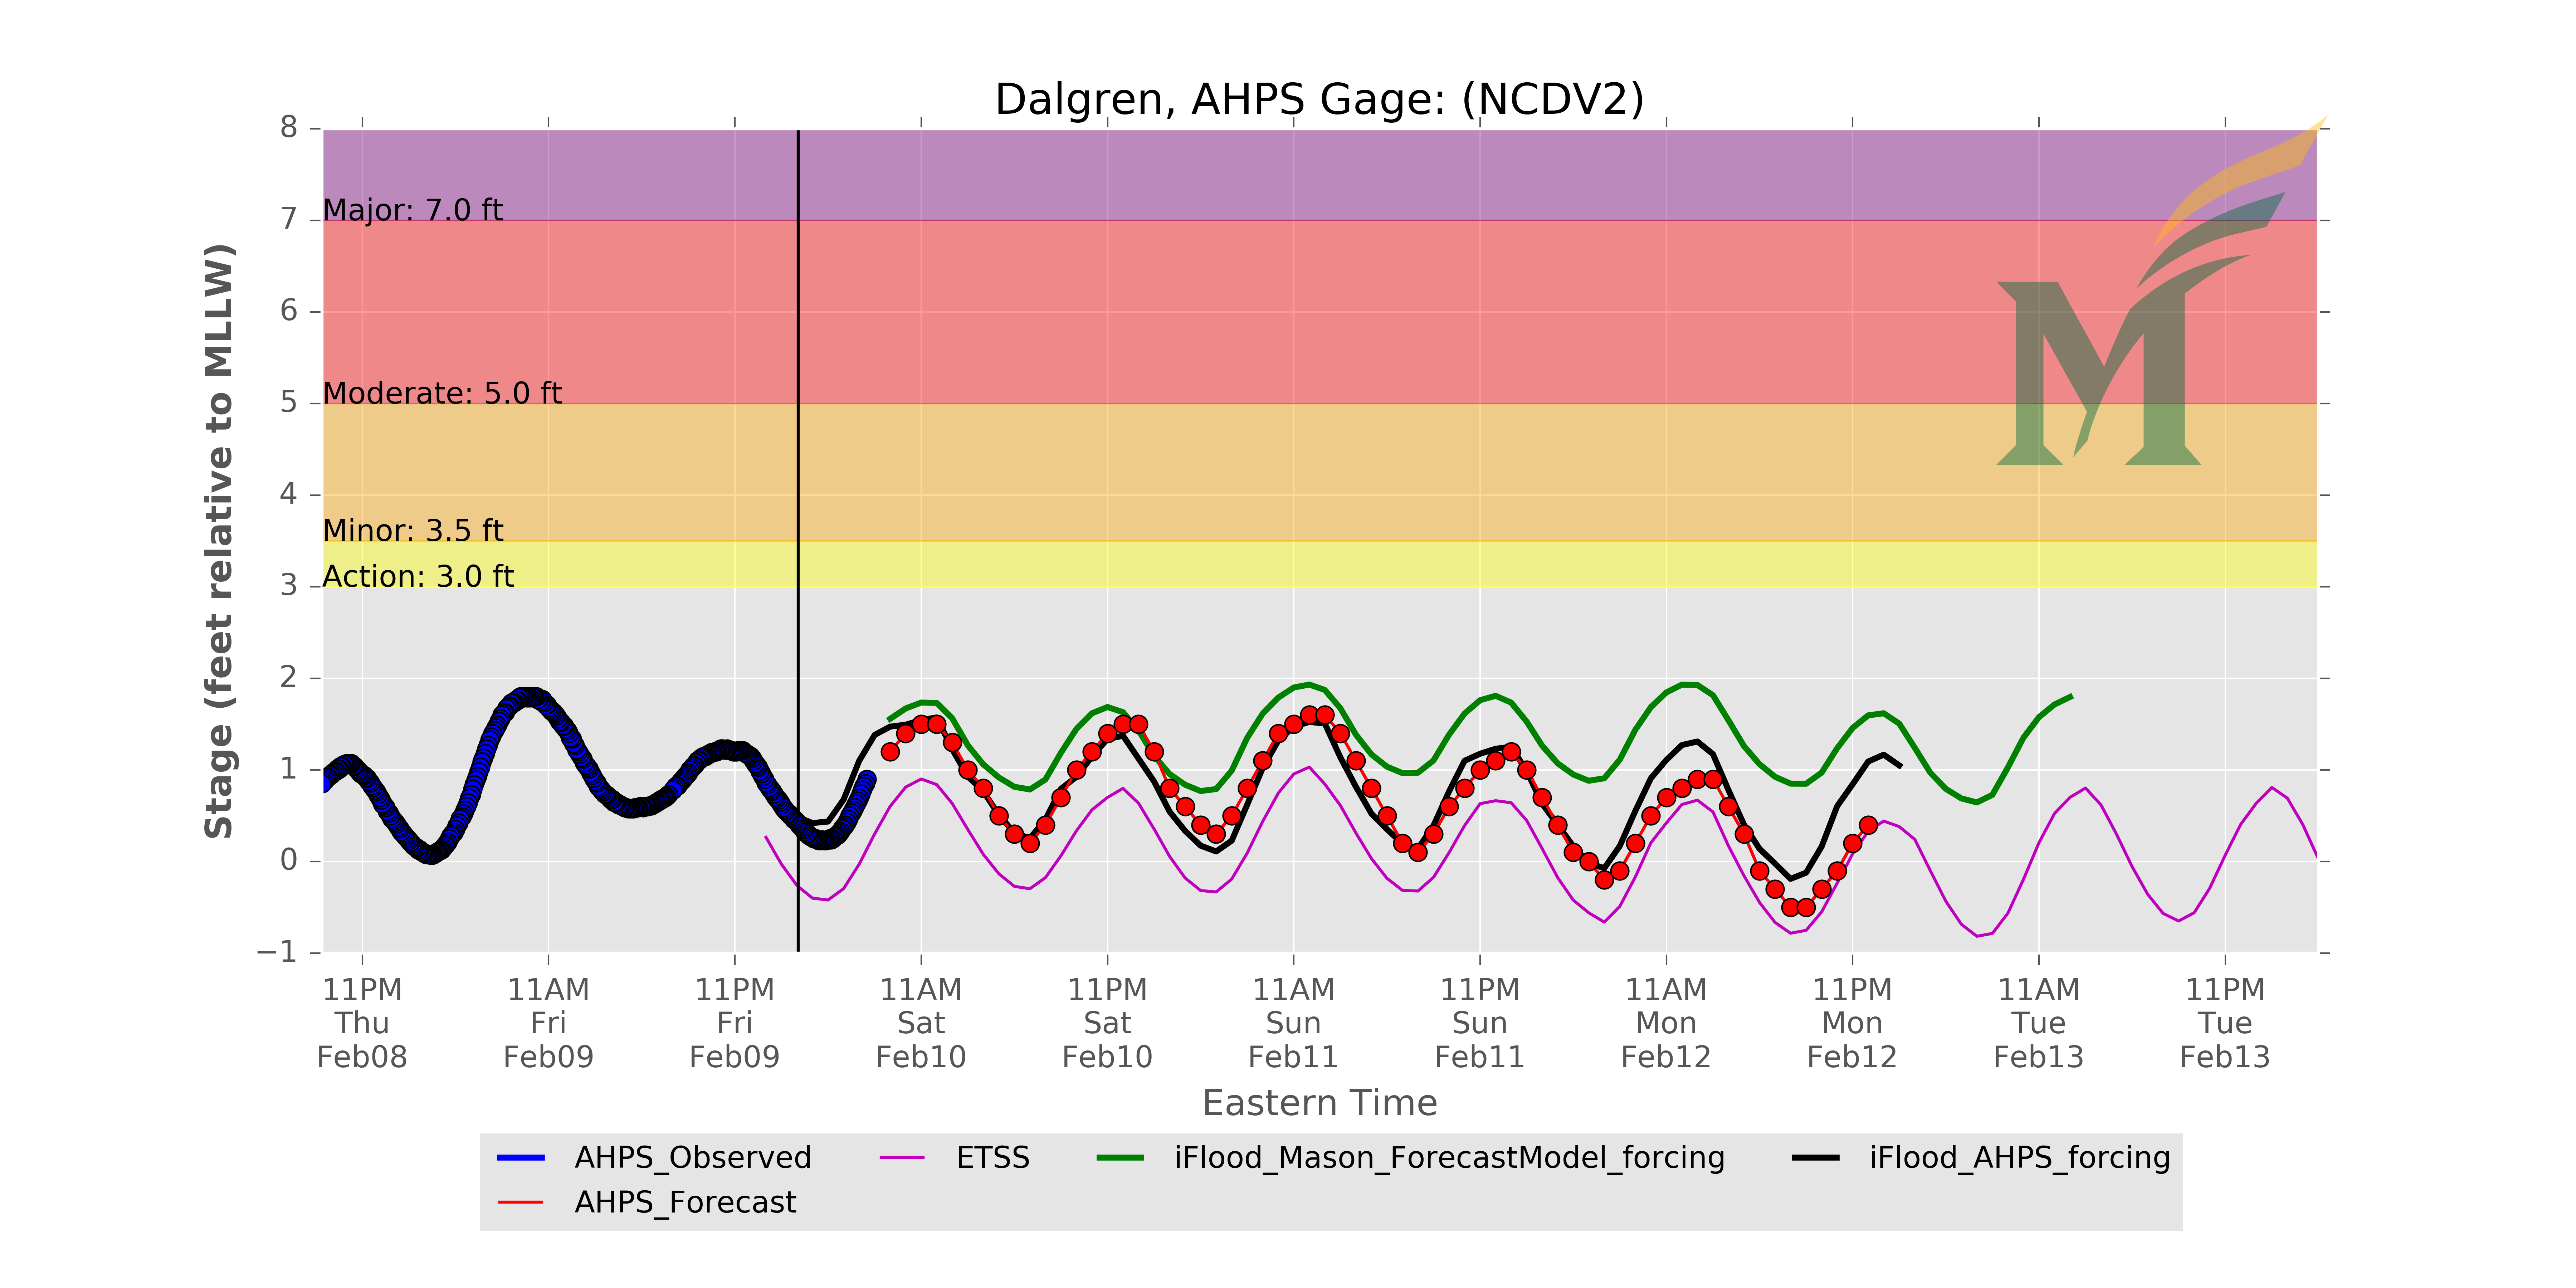 Dalgren, AHPS Gage: (NCDV2)
8
7
6
5
4
3
2
1
0
−1
Stage (feet relative to MLLW)
Major: 7.0 ft
Moderate: 5.0 ft
Minor: 3.5 ft
Action: 3.0 ft
M
11PM 11AM 11PM 11AM 11PM 11AM 11PM 11AM 11PM 11AM 11PM
Thu Fri Fri Sat Sat Sun Sun Mon Mon Tue Tue
Feb08 Feb09 Feb09 Feb10 Feb10 Feb11 Feb11 Feb12 Feb12 Feb13 Feb13
Eastern Time
AHPS_Observed ETSS iFlood_Mason_ForecastModel_forcing iFlood_AHPS_forcing
AHPS_Forecast